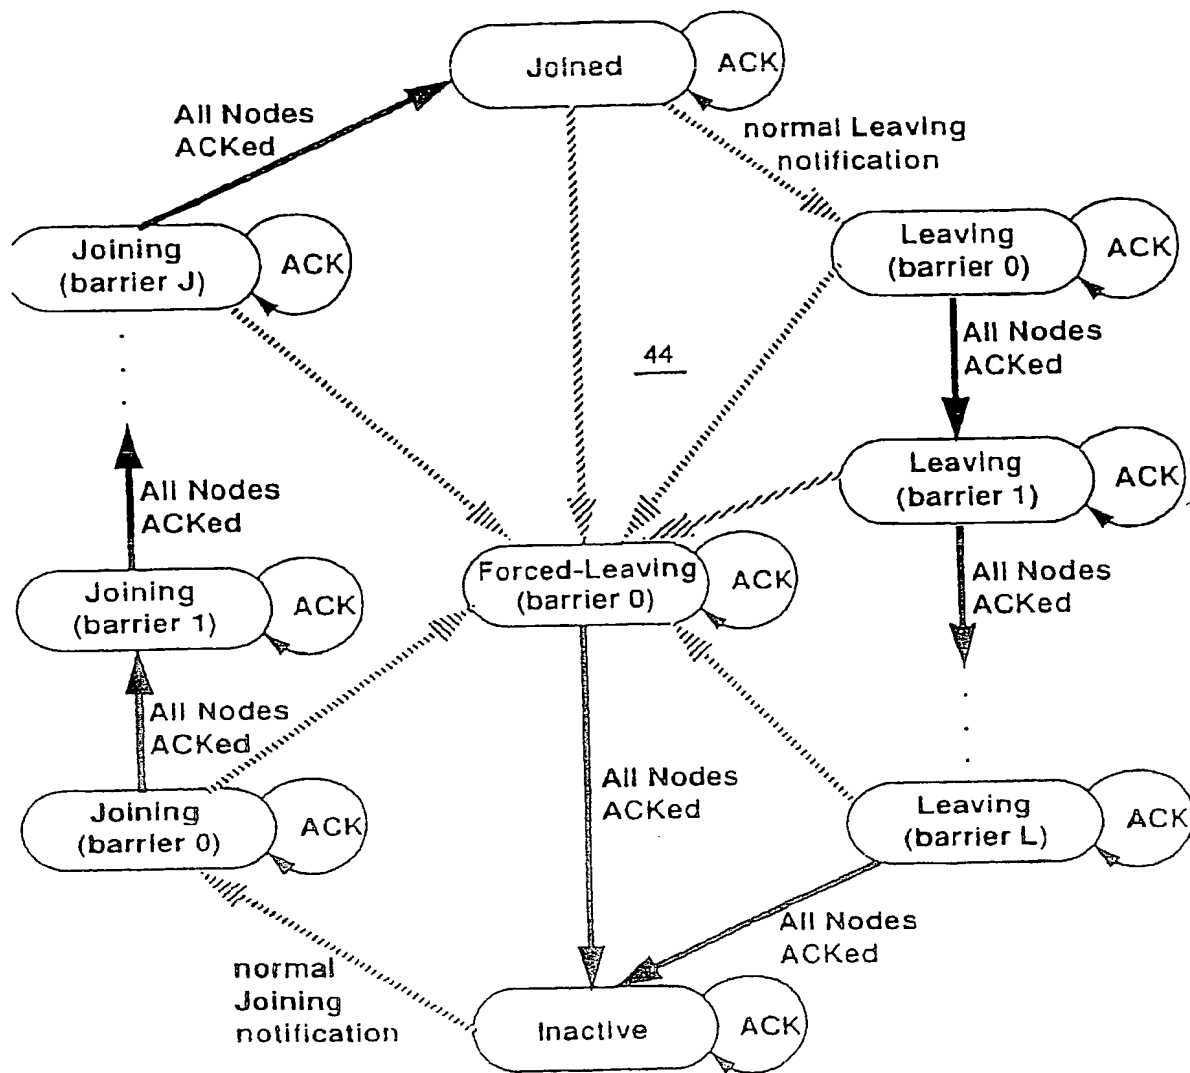 Joined
ACK
All Nodes
ACKed
normal Leaving
notification
Joining
(barrier J)
ACK
Leaving
(barrier 0)
ACK
44
All Nodes
ACKed
Leaving
(barrier 1)
ACK
All Nodes
ACKed
Joining
(barrier 1)
ACK
Forced-Leaving
(barrier 0)
ACK
All Nodes
ACKed
All Nodes
ACKed
All Nodes
ACKed
Joining
(barrier 0)
ACK
Leaving
(barrier L)
ACK
All Nodes
ACKed
normal
Joining
notification
Inactive
ACK